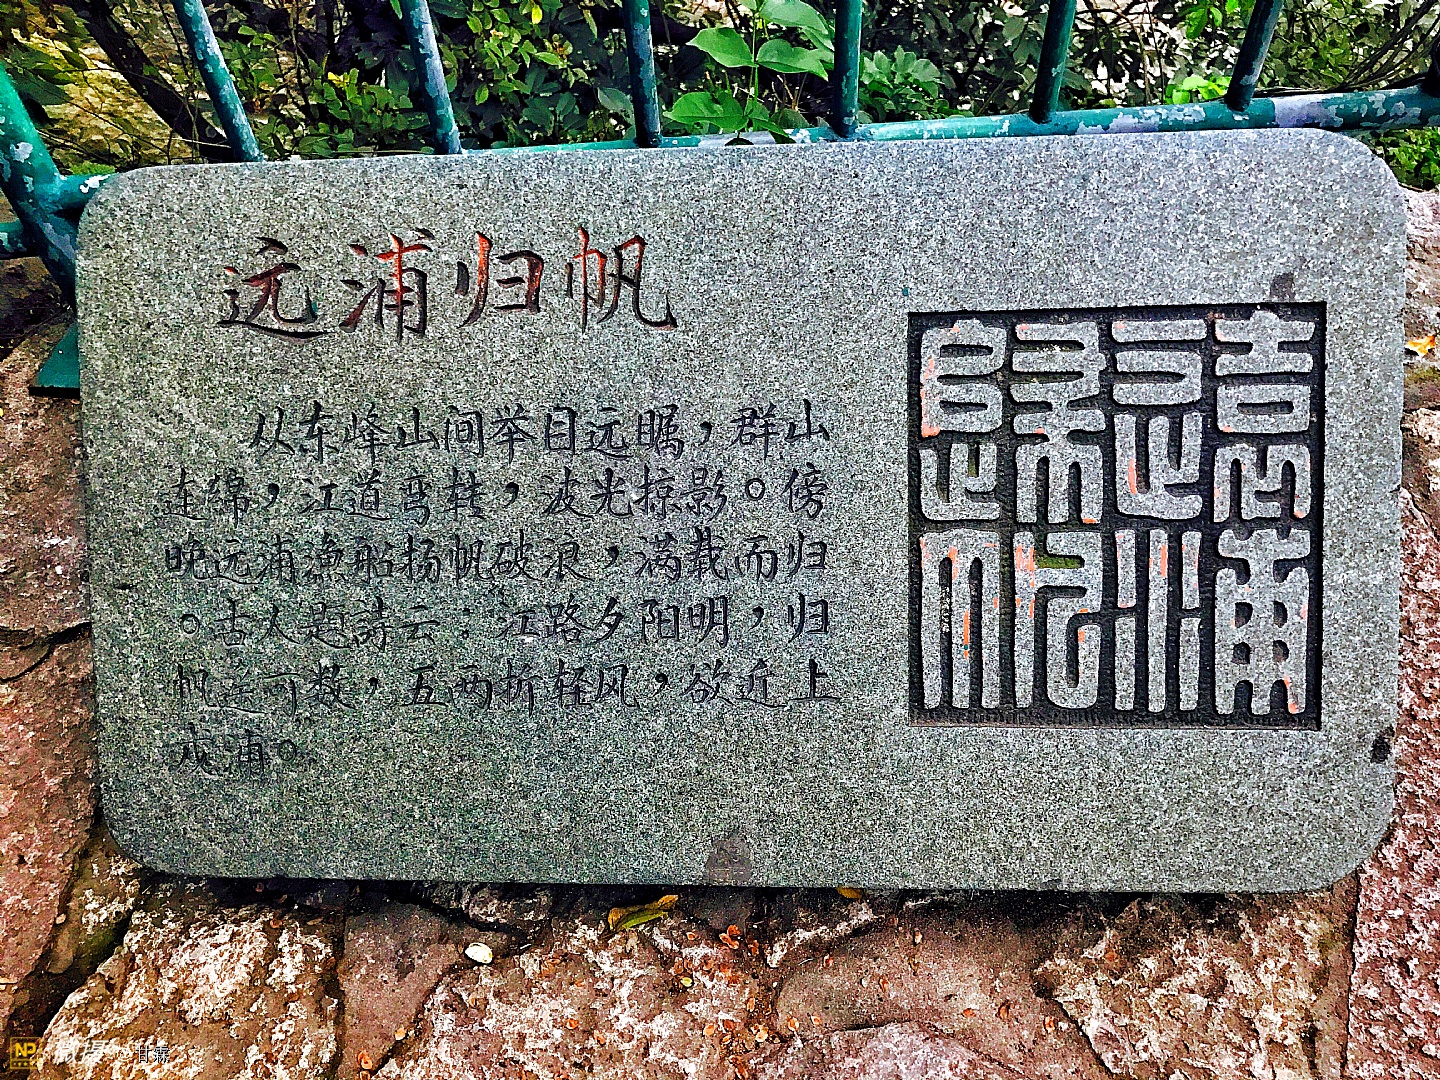 远浦归帆
从东峰山间举目远瞩，群山
连绵，江道弯转，波光掠影。傍
晚远浦渔船扬帆破浪，满载而归
。古人题诗云：江路夕阳明，归
帆遥可数，五两折轻风，欲近上
戍浦。
远浦归帆